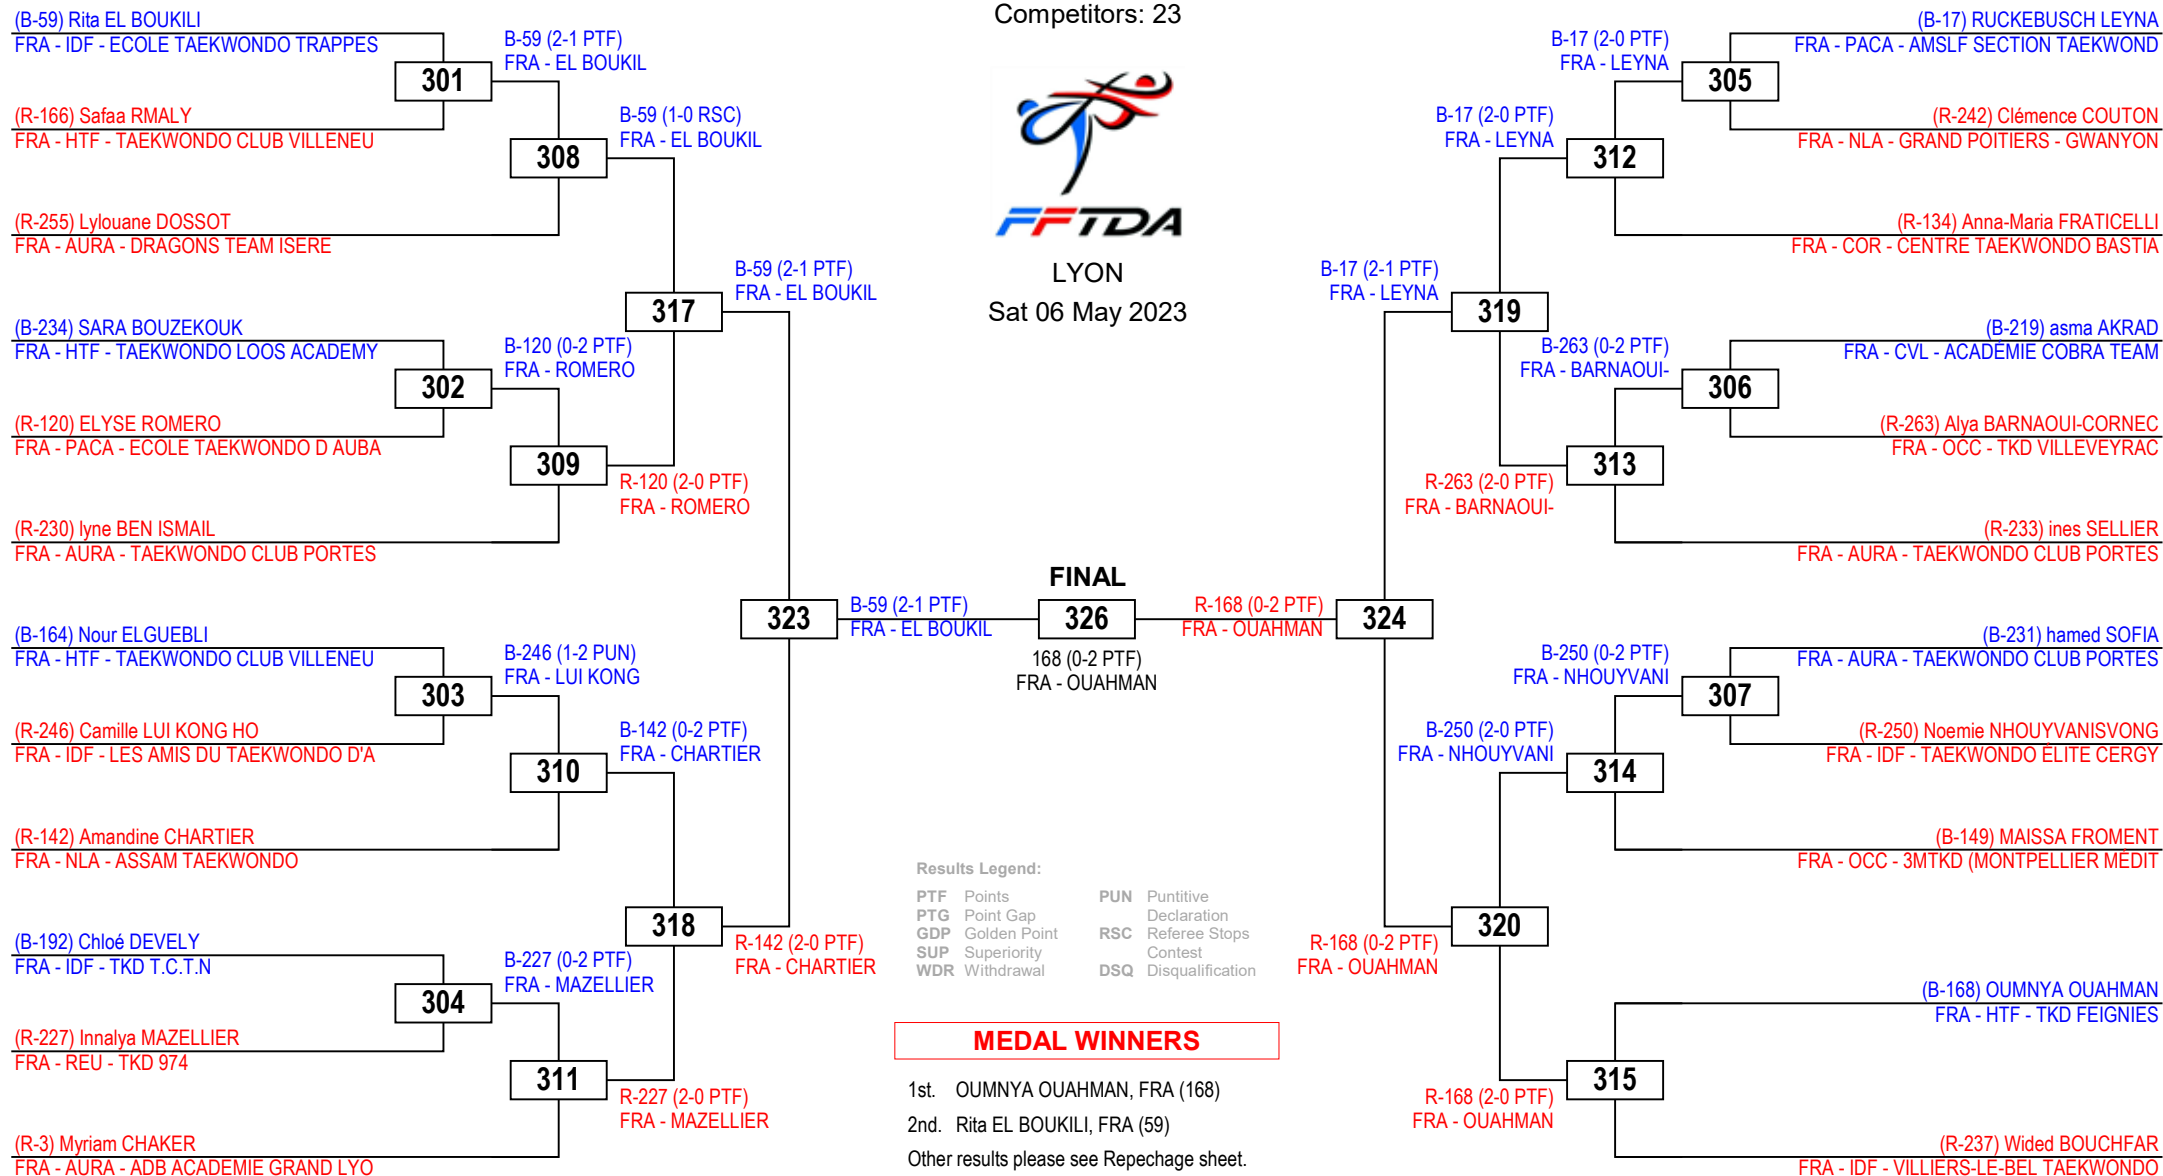 Competitors: 23
FFTDA
LYON
Sat 06 May 2023
(B-59) Rita EL BOUKILI
FRA - IDF - ECOLE TAEKWONDO TRAPPES
301
(R-166) Safaa RMALY
FRA - HTF - TAEKWONDO CLUB VILLENEU
B-59 (2-1 PTF)
FRA - EL BOUKIL
308
(R-255) Lylouane DOSSOT
FRA - AURA - DRAGONS TEAM ISERE
B-59 (1-0 RSC)
FRA - EL BOUKIL
317
(B-234) SARA BOUZEKOUK
FRA - HTF - TAEKWONDO LOOS ACADEMY
302
(R-120) ELYSE ROMERO
FRA - PACA - ECOLE TAEKWONDO D AUBA
B-120 (0-2 PTF)
FRA - ROMERO
309
(R-230) lyne BEN ISMAIL
FRA - AURA - TAEKWONDO CLUB PORTES
R-120 (2-0 PTF)
FRA - ROMERO
B-59 (2-1 PTF)
FRA - EL BOUKIL
323
(B-164) Nour ELGUEBLI
FRA - HTF - TAEKWONDO CLUB VILLENEU
303
(R-246) Camille LUI KONG HO
FRA - IDF - LES AMIS DU TAEKWONDO D'A
B-246 (1-2 PUN)
FRA - LUI KONG
310
(R-142) Amandine CHARTIER
FRA - NLA - ASSAM TAEKWONDO
B-142 (0-2 PTF)
FRA - CHARTIER
318
(B-192) Chloé DEVELY
FRA - IDF - TKD T.C.T.N
304
(R-227) Innalya MAZELLIER
FRA - REU - TKD 974
B-227 (0-2 PTF)
FRA - MAZELLIER
311
(R-3) Myriam CHAKER
FRA - AURA - ADB ACADEMIE GRAND LYO
R-227 (2-0 PTF)
FRA - MAZELLIER
R-142 (2-0 PTF)
FRA - CHARTIER
B-59 (2-1 PTF)
FRA - EL BOUKIL
FINAL
326
168 (0-2 PTF)
FRA - OUAHMAN
R-168 (0-2 PTF)
FRA - OUAHMAN
324
(B-17) RUCKEBUSCH LEYNA
FRA - PACA - AMSLF SECTION TAEKWOND
305
(R-242) Clémence COUTON
FRA - NLA - GRAND POITIERS - GWANYON
B-17 (2-0 PTF)
FRA - LEYNA
312
(R-134) Anna-Maria FRATICELLI
FRA - COR - CENTRE TAEKWONDO BASTIA
B-17 (2-0 PTF)
FRA - LEYNA
319
B-17 (2-1 PTF)
FRA - LEYNA
(B-219) asma AKRAD
FRA - CVL - ACADÉMIE COBRA TEAM
306
(R-263) Alya BARNAOUI-CORNEC
FRA - OCC - TKD VILLEVEYRAC
B-263 (0-2 PTF)
FRA - BARNAOUI-
313
(R-233) ines SELLIER
FRA - AURA - TAEKWONDO CLUB PORTES
R-263 (2-0 PTF)
FRA - BARNAOUI-
(B-231) hamed SOFIA
FRA - AURA - TAEKWONDO CLUB PORTES
307
(R-250) Noemie NHOUYVANISVONG
FRA - IDF - TAEKWONDO ÉLITE CERGY
B-250 (0-2 PTF)
FRA - NHOUYVANI
314
(B-149) MAISSA FROMENT
FRA - OCC - 3MTKD (MONTPELLIER MÉDIT
B-250 (2-0 PTF)
FRA - NHOUYVANI
320
R-168 (0-2 PTF)
FRA - OUAHMAN
(B-168) OUMNYA OUAHMAN
FRA - HTF - TKD FEIGNIES
315
(R-237) Wided BOUCHFAR
FRA - IDF - VILLIERS-LE-BEL TAEKWONDO
R-168 (2-0 PTF)
FRA - OUAHMAN
Results Legend:
PTF Points
PTG Point Gap
GDP Golden Point
SUP Superiority
WDR Withdrawal
PUN Puntitive
Declaration
RSC Referee Stops
Contest
DSQ Disqualification
MEDAL WINNERS
1st. OUMNYA OUAHMAN, FRA (168)
2nd. Rita EL BOUKILI, FRA (59)
Other results please see Repechage sheet.